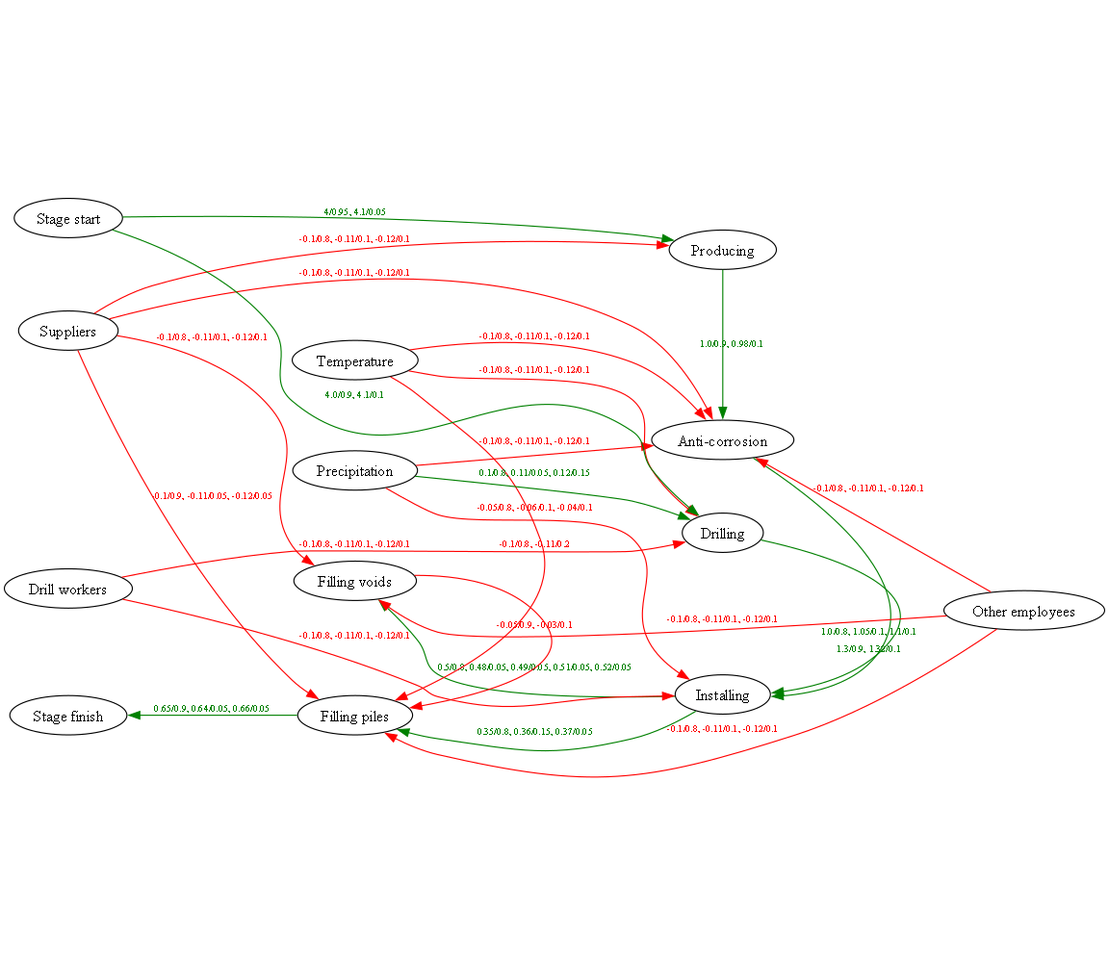 Stage start
4/0.95, 4.1/0.05
-0.1/0.8, -0.11/0.1, -0.12/0.1
Producing
-0.1/0.8, -0.11/0.1, -0.12/0.1
Suppliers
-0.1/0.8, -0.11/0.1, -0.12/0.1
-0.1/0.8, -0.11/0.1, -0.12/0.1
1.0/0.9, 0.98/0.1
Temperature
-0.1/0.8, -0.11/0.1, -0.12/0.1
4.0/0.9, 4.1/0.1
-0.1/0.8, -0.11/0.1, -0.12/0.1
Anti-corrosion
Precipitation
0.1/0.8, 0.11/0.05, 0.12/0.15
-0.1/0.8, -0.11/0.1, -0.12/0.1
-0.1/0.9, -0.11/0.05, -0.12/0.05
-0.05/0.8, -0.06/0.1, -0.04/0.1
Drilling
-0.1/0.8, -0.11/0.1, -0.12/0.1
-0.1/0.8, -0.11/0.2
Filling voids
Drill workers
Other employees
-0.1/0.8, -0.11/0.1, -0.12/0.1
-0.05/0.9, -0.03/0.1
1.0/0.8, 1.05/0.1, 1.1/0.1
-0.1/0.8, -0.11/0.1, -0.12/0.1
1.3/0.9, 1.32/0.1
0.5/0.8, 0.48/0.05, 0.49/0.05, 0.51/0.05, 0.52/0.05
Installing
0.65/0.9, 0.64/0.05, 0.66/0.05
Stage finish
Filling piles
0.35/0.8, 0.36/0.15, 0.37/0.05
-0.1/0.8, -0.11/0.1, -0.12/0.1